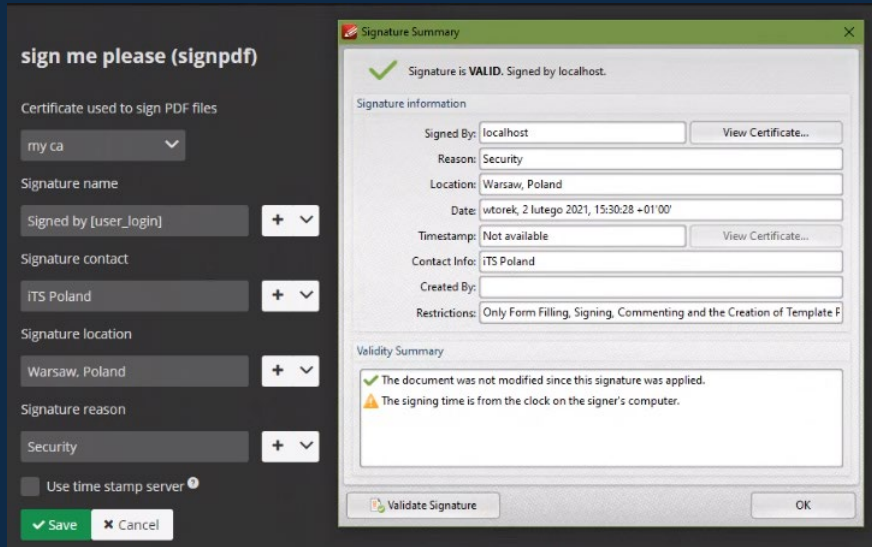 sign me please (signpdf)
Certificate used to sign PDF files
my ca
Signature name
Signed by [user_login]
Signature contact
iTS Poland
Signature location
Warsaw, Poland
Signature reason
Security
Use time stamp server
Save
Cancel
Signature Summary
Signature is VALID. Signed by localhost.
Signature information
Signed By: localhost View Certificate...
Reason: Security
Location: Warsaw, Poland
Date: wtorek, 2 lutego 2021, 15:30:28 +01'00'
Timestamp: Not available View Certificate...
Contact Info: iTS Poland
Created By:
Restrictions: Only Form Filling, Signing, Commenting and the Creation of Template F
Validity Summary
The document was not modified since this signature was applied.
The signing time is from the clock on the signer's computer.
Validate Signature
OK